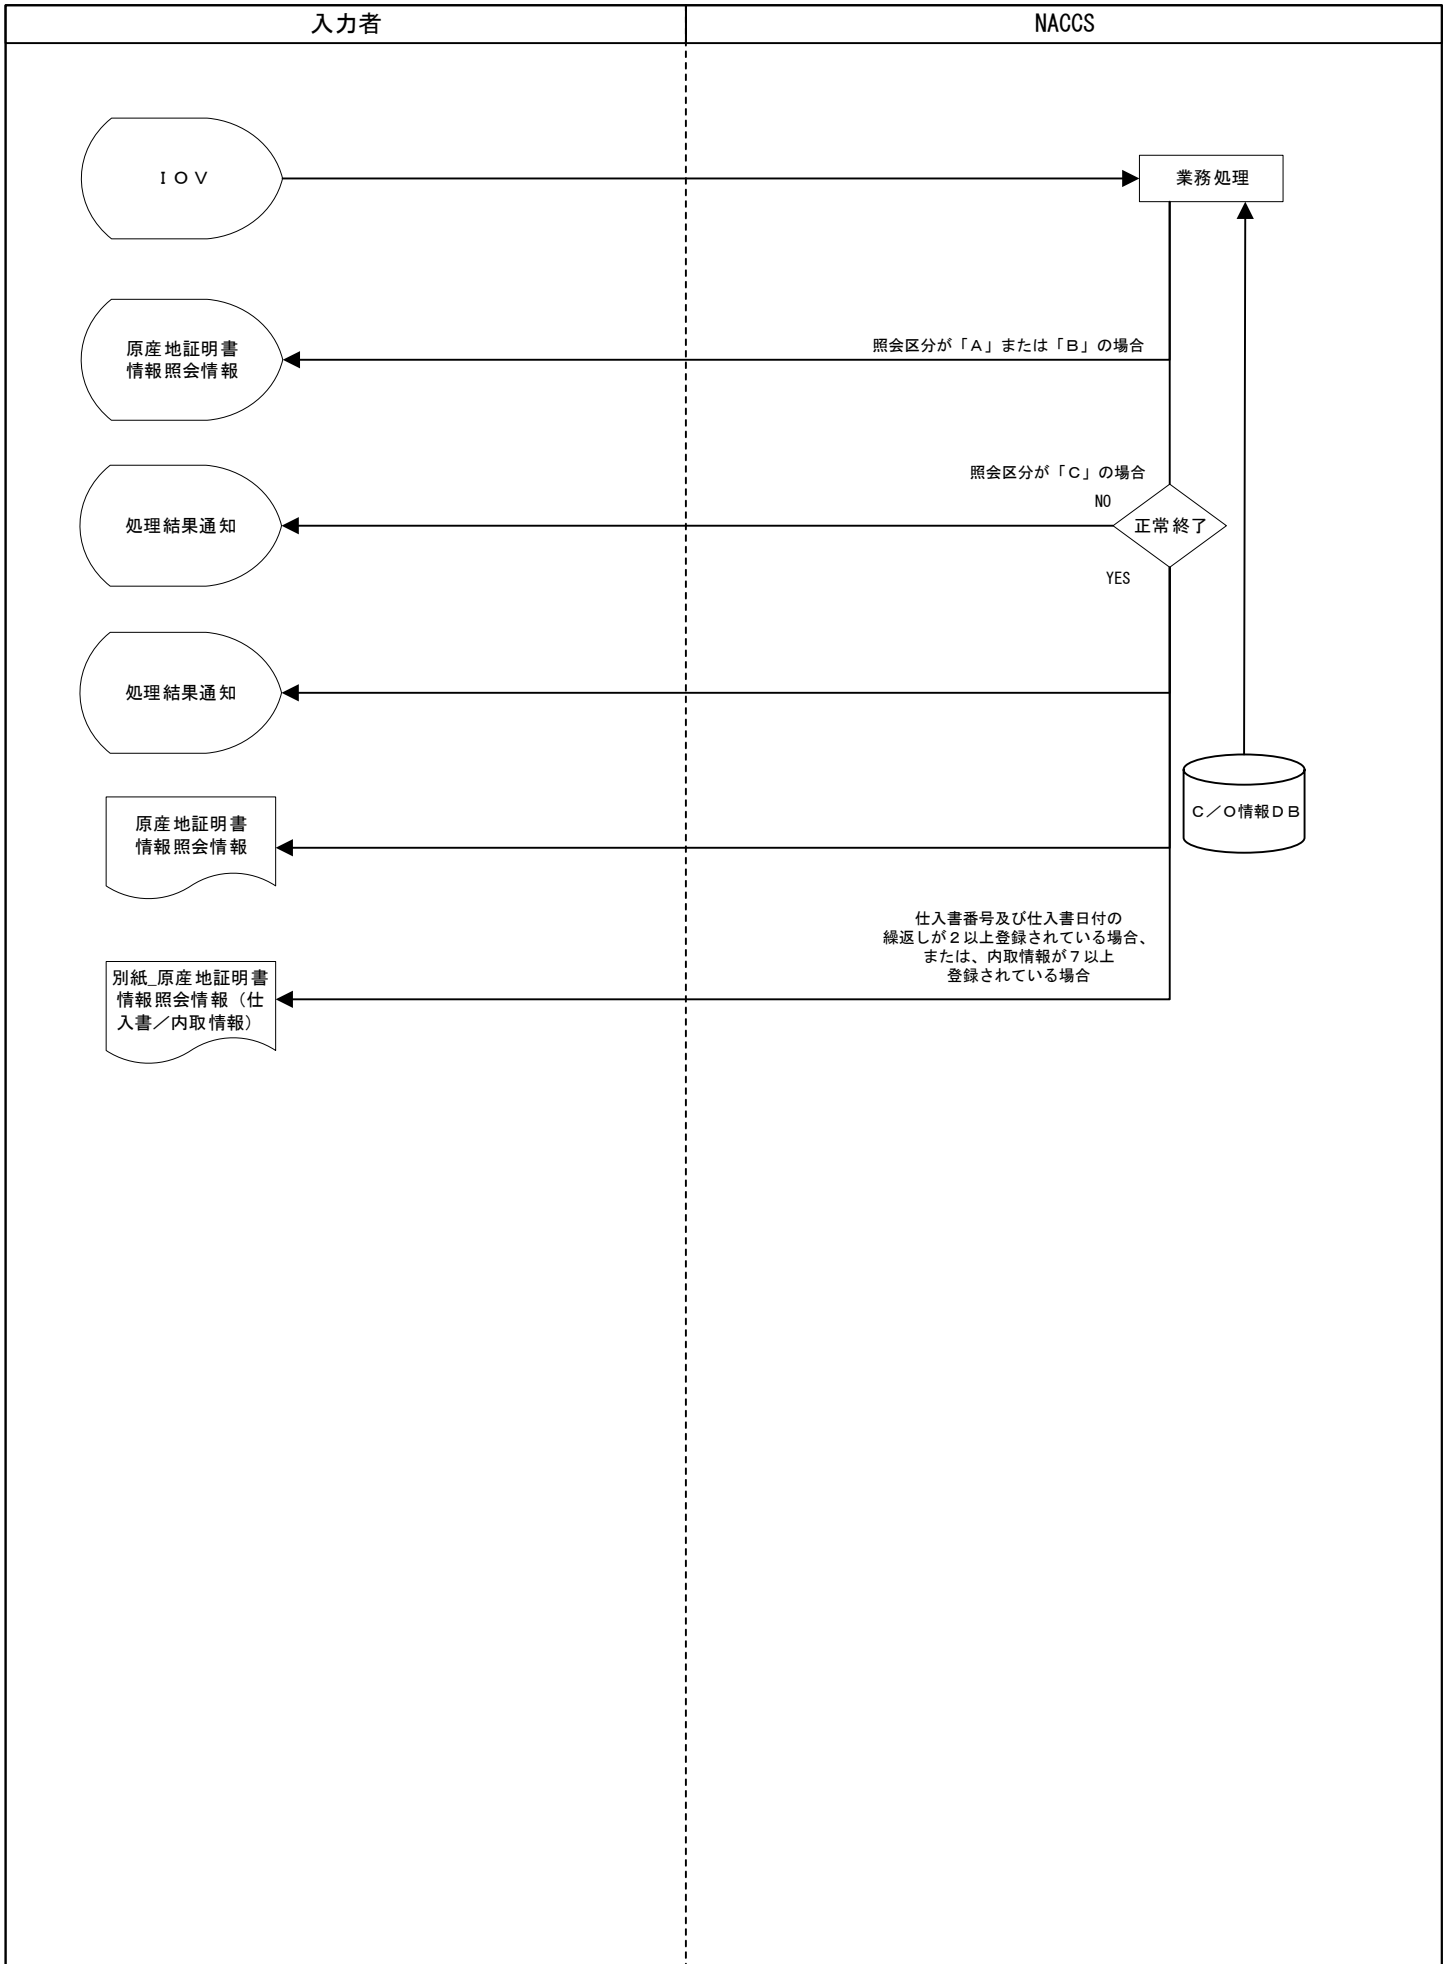 入力者
NACCS
ＩＯＶ
業務処理
原産地証明書
情報照会情報
照会区分が「Ａ」または「Ｂ」の場合
照会区分が「Ｃ」の場合
NO
処理結果通知
正常終了
YES
処理結果通知
Ｃ／Ｏ情報ＤＢ
原産地証明書
情報照会情報
仕入書番号及び仕入書日付の
繰返しが２以上登録されている場合、
または、内取情報が７以上
登録されている場合
別紙_原産地証明書
情報照会情報（仕
入書／内取情報）